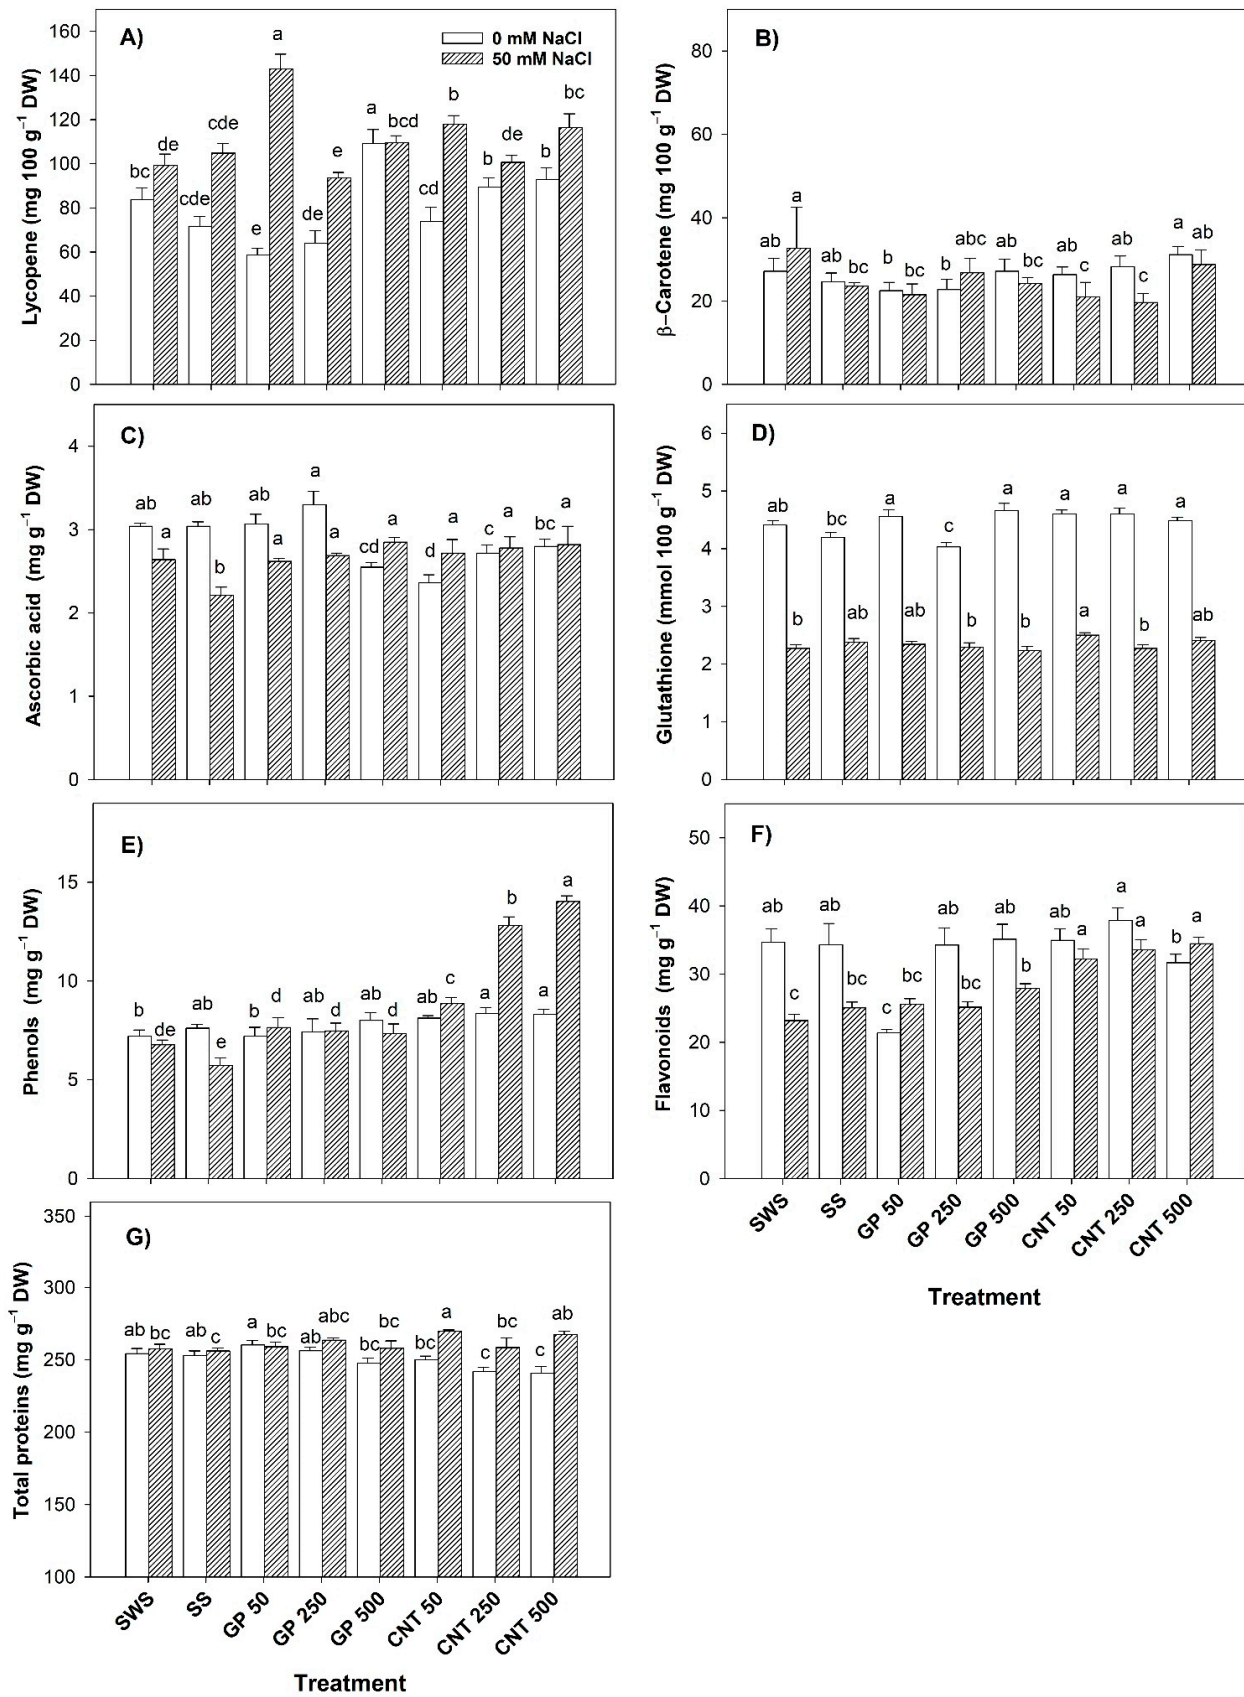 A)
0 mM NaCl
50 mM NaCl
Lycopene (mg 100 g⁻¹ DW)
160
140
120
100
80
60
40
20
0
bc de cde cde e a de e a bcd cd b b de b bc
B)
β−Carotene (mg 100 g⁻¹ DW)
80
60
40
20
0
ab a ab bc b bc b abc ab bc ab c ab c a ab
C)
Ascorbic acid (mg g⁻¹ DW)
4
3
2
1
0
ab a ab b ab a a a cd a d a c a bc a
D)
Glutathione (mmol 100 g⁻¹ DW)
6
5
4
3
2
1
0
ab b bc ab a ab c b a b a a a b a ab
E)
Phenols (mg g⁻¹ DW)
15
10
5
0
b de ab e b d ab d ab d ab c a b a a
F)
Flavonoids (mg g⁻¹ DW)
50
40
30
20
10
0
ab c ab bc c bc ab bc ab b ab a a a b a
SWS
SS
GP 50
GP 250
GP 500
CNT 50
CNT 250
CNT 500
Treatment
G)
Total proteins (mg g⁻¹ DW)
350
300
250
200
150
100
ab bc ab c a bc ab abc bc bc bc a c bc c ab
SWS
SS
GP 50
GP 250
GP 500
CNT 50
CNT 250
CNT 500
Treatment